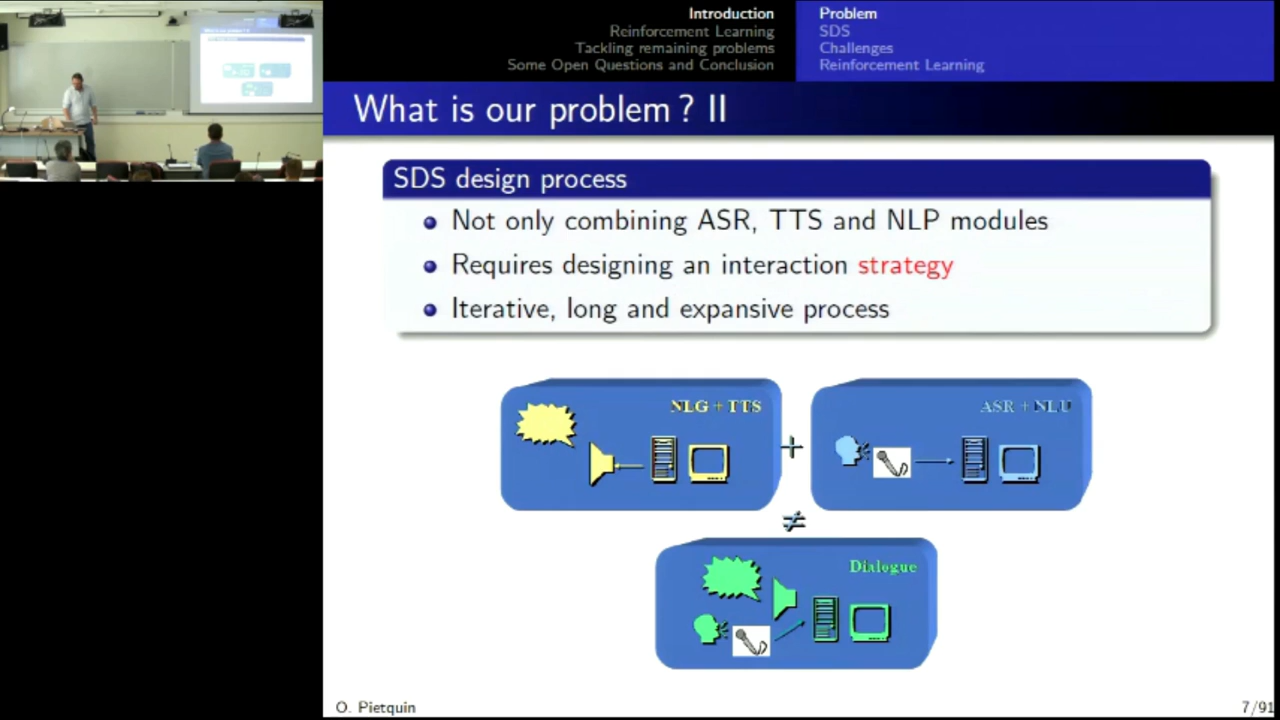 Introduction
Reinforcement Learning
Tackling remaining problems
Some Open Questions and Conclusion
Problem
SDS
Challenges
Reinforcement Learning
What is our problem ? II
SDS design process
Not only combining ASR, TTS and NLP modules
Requires designing an interaction strategy
Iterative, long and expansive process
NLG + TTS
+
ASR + NLU
≠
Dialogue
O. Pietquin
7/91